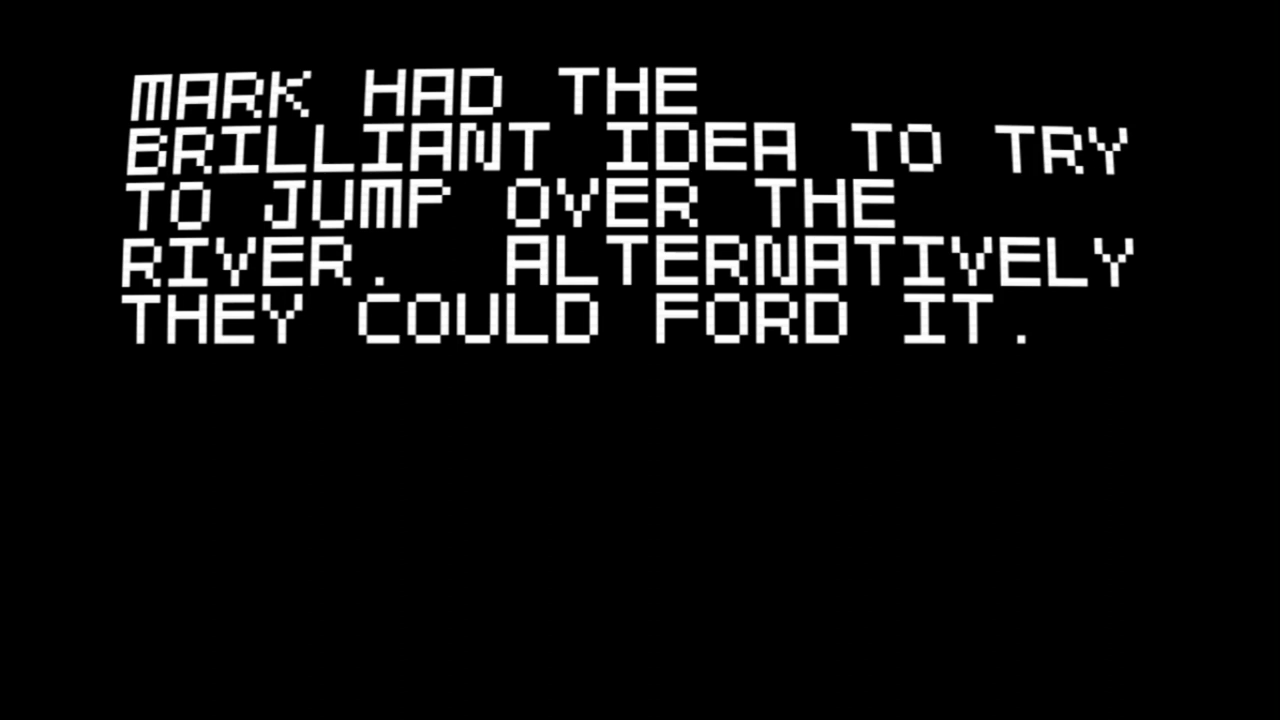 MARK HAD THE
BRILLIANT IDEA TO TRY
TO JUMP OVER THE
RIVER.  ALTERNATIVELY
THEY COULD FORD IT.